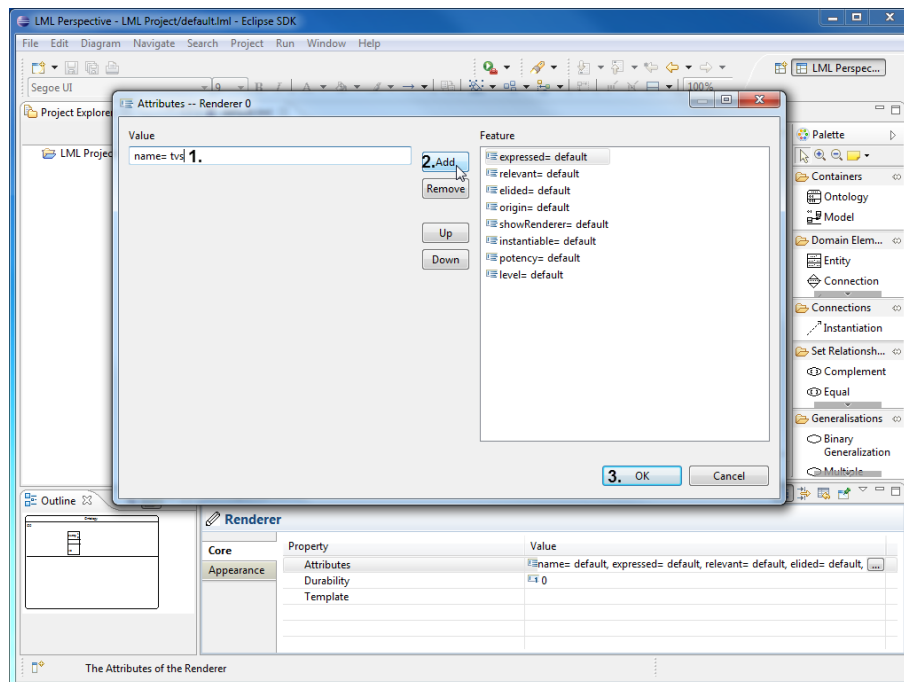 LML Perspective - LML Project/default.lml - Eclipse SDK
File Edit Diagram Navigate Search Project Run Window Help
LML Perspec...
Segoe UI
9
100%
Project Explorer
Attributes -- Renderer 0
Value
Feature
name= tvs 1.
2. Add
Remove
Up
Down
expressed= default
relevant= default
elided= default
origin= default
showRenderer= default
instantiable= default
potency= default
level= default
3. OK
Cancel
LML Projec
Palette
Containers
Ontology
Model
Domain Elem...
Entity
Connection
Connections
Instantiation
Set Relationsh...
Complement
Equal
Generalisations
Binary
Generalization
Multiple
Outline
Renderer
Core
Appearance
Property Value
Attributes name= default, expressed= default, relevant= default, elided= default, ...
Durability 0
Template
The Attributes of the Renderer